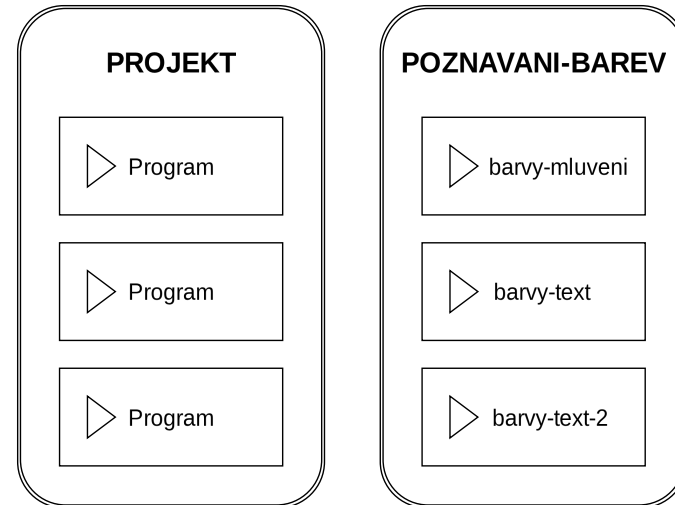 PROJEKT
Program
Program
Program
POZNAVANI-BAREV
barvy-mluveni
barvy-text
barvy-text-2